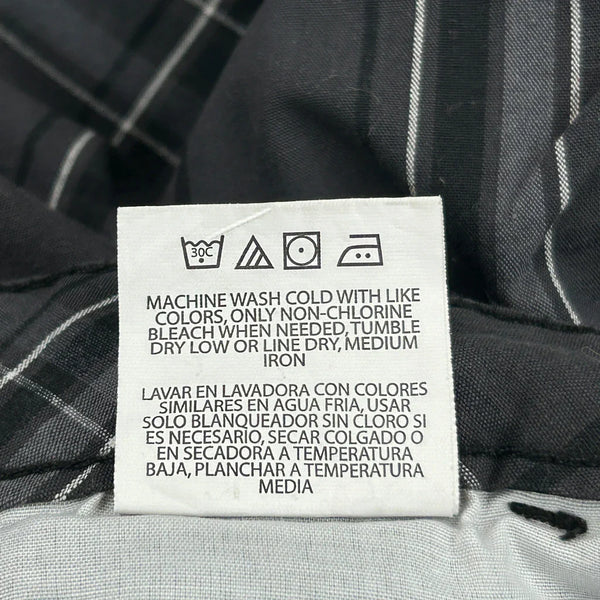 30C
MACHINE WASH COLD WITH LIKE
COLORS, ONLY NON-CHLORINE
BLEACH WHEN NEEDED, TUMBLE
DRY LOW OR LINE DRY, MEDIUM
IRON
LAVAR EN LAVADORA CON COLORES
SIMILARES EN AGUA FRIA, USAR
SOLO BLANQUEADOR SIN CLORO SI
ES NECESARIO, SECAR COLGADO O
EN SECADORA A TEMPERATURA
BAJA, PLANCHAR A TEMPERATURA
MEDIA